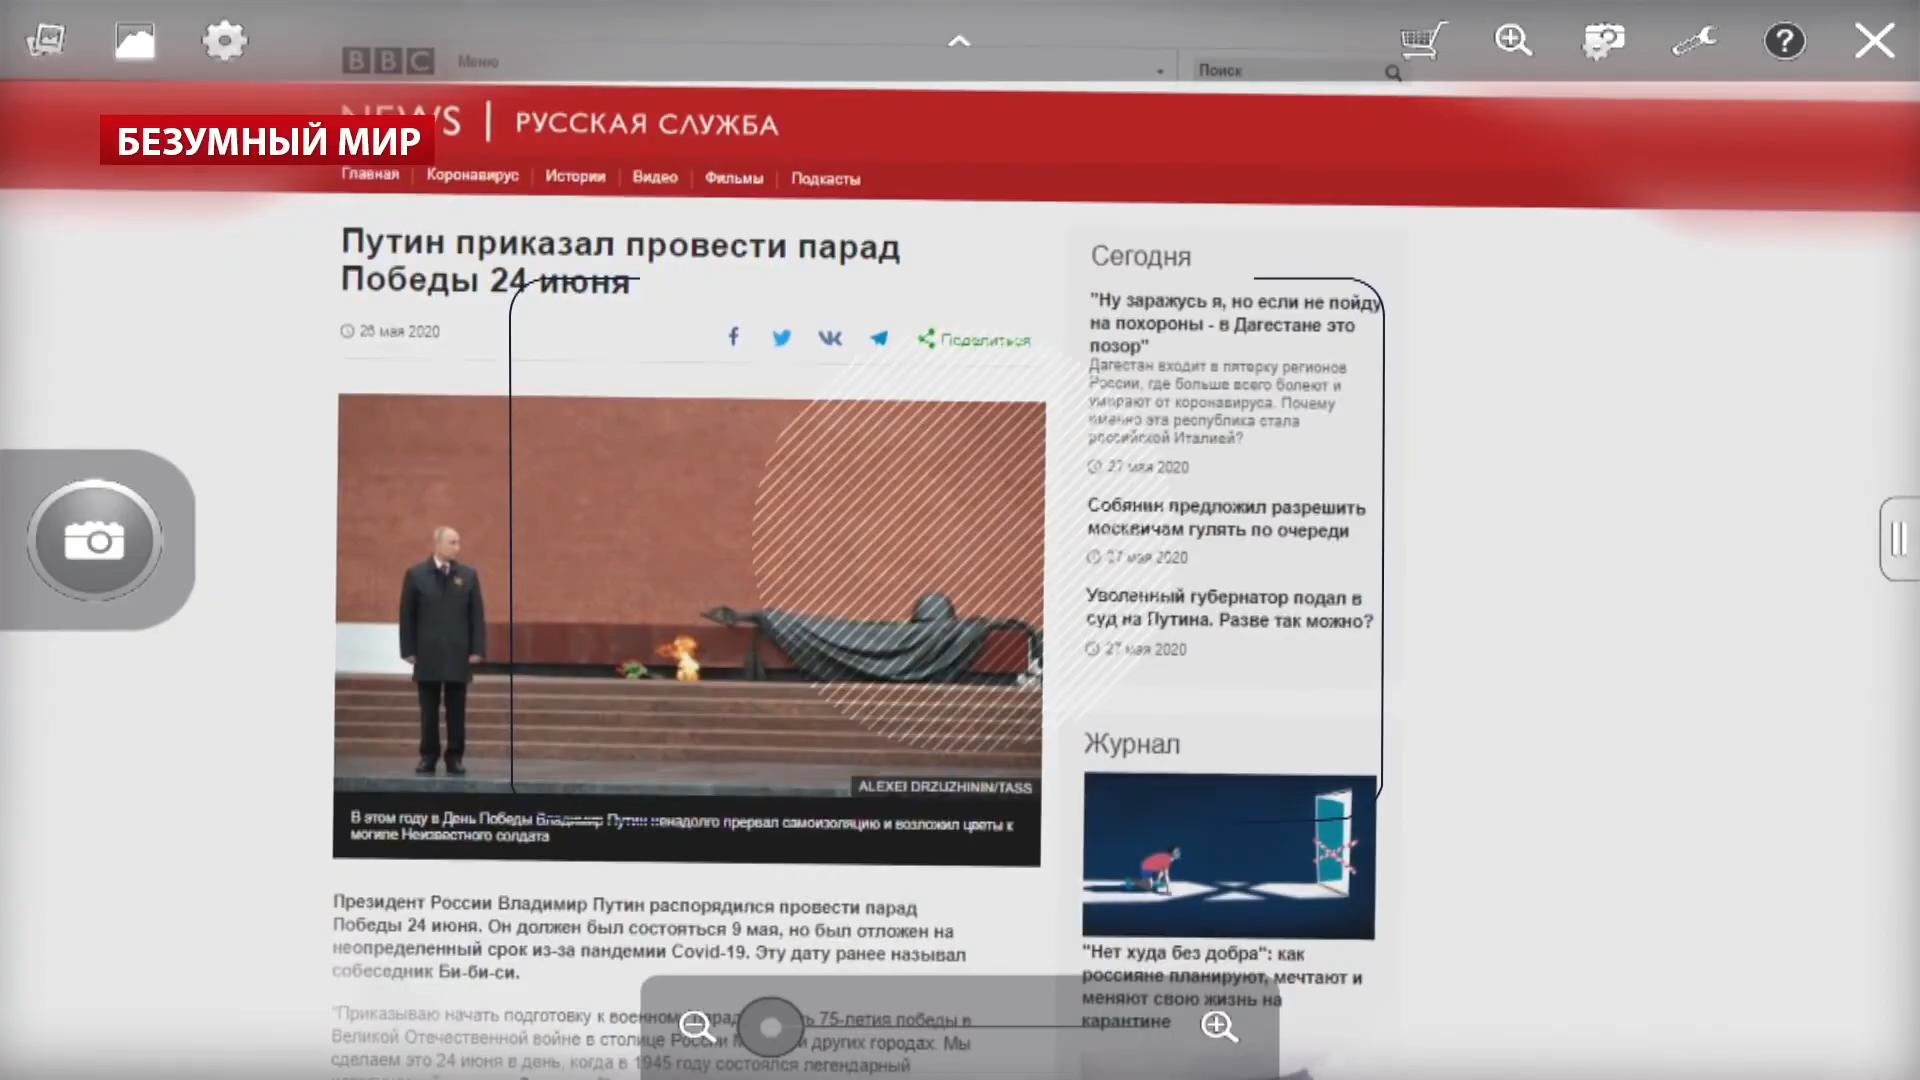 BBC Меню
Поиск
NEWS | РУССКАЯ СЛУЖБА
БЕЗУМНЫЙ МИР
Главная Коронавирус Истории Видео Фильмы Подкасты
Путин приказал провести парад
Победы 24 июня
26 мая 2020
Поделиться
ALEXEI DRZUZHININ/TASS
В этом году в День Победы Владимир Путин ненадолго прервал самоизоляцию и возложил цветы к
могиле Неизвестного солдата
Президент России Владимир Путин распорядился провести парад
Победы 24 июня. Он должен был состояться 9 мая, но был отложен на
неопределенный срок из-за пандемии Covid-19. Эту дату ранее называл
собеседник Би-би-си.
"Приказываю начать подготовку к военном 75-летия победы в
Великой Отечественной войне в столице России других городах. Мы
сделаем это 24 июня в день, когда в 1945 году состоялся легендарный
Сегодня
"Ну заражусь я, но если не пойду
на похороны - в Дагестане это
позор"
Дагестан входит в пятерку регионов
России, где больше всего болеют и
умирают от коронавируса. Почему
именно эта республика стала
российской Италией?
27 мая 2020
Собянин предложил разрешить
москвичам гулять по очереди
27 мая 2020
Уволенный губернатор подал в
суд на Путина. Разве так можно?
27 мая 2020
Журнал
"Нет худа без добра": как
россияне планируют, мечтают и
меняют свою жизнь на
карантине